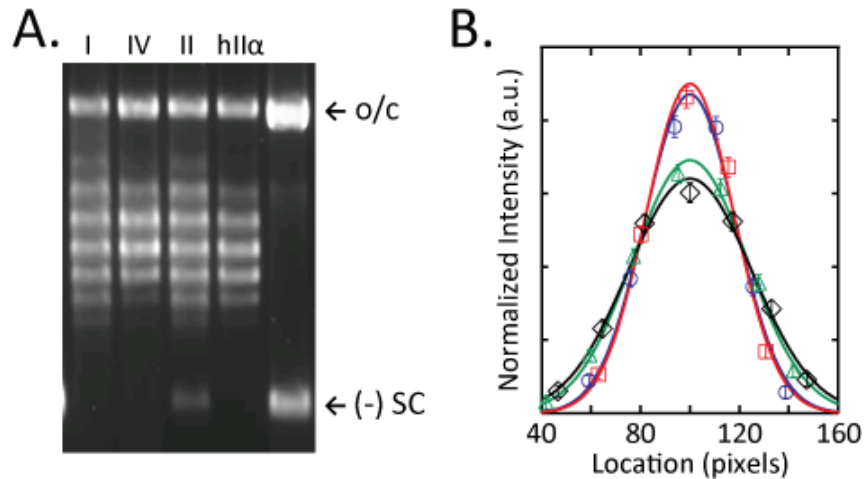 A.
I IV II hIIα
← o/c
← (-) SC
B.
Normalized Intensity (a.u.)
40 80 120 160
Location (pixels)